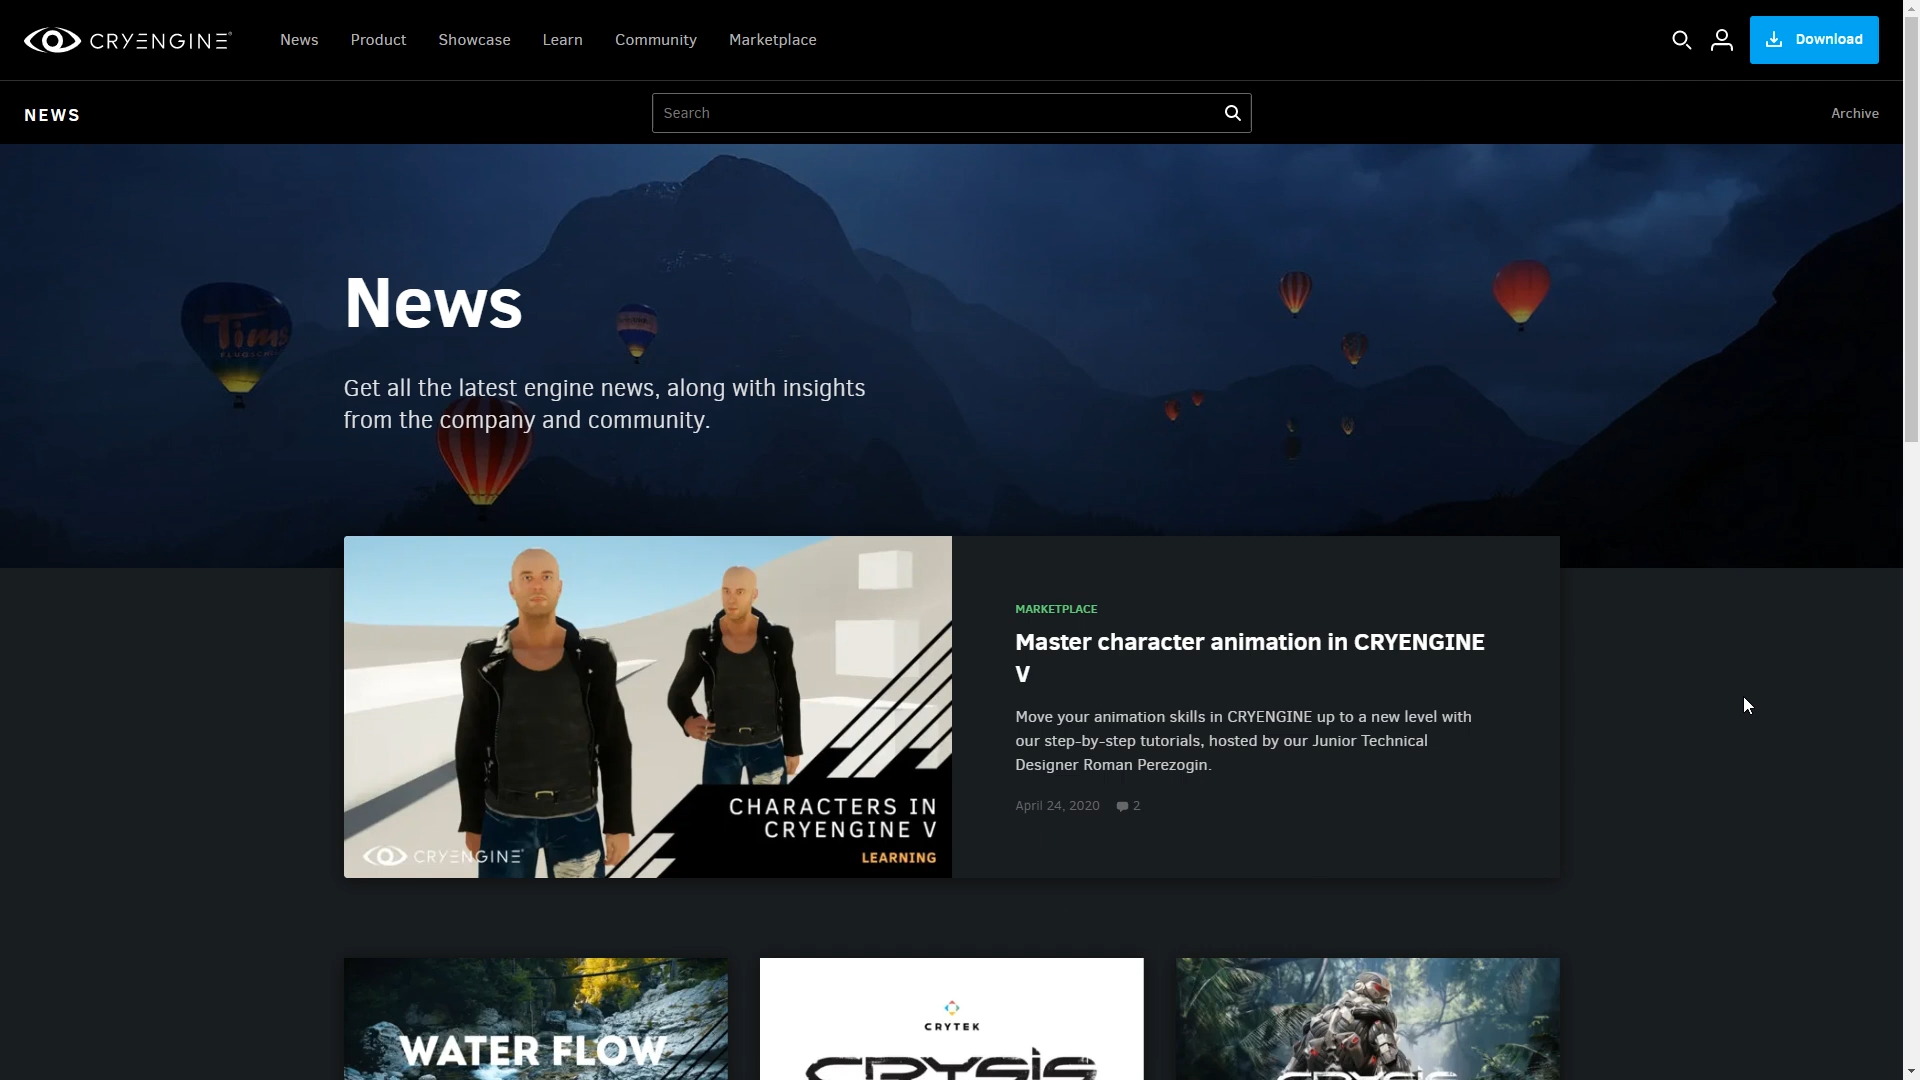 CRYENGINE
News
Product
Showcase
Learn
Community
Marketplace
Download
NEWS
Search
Archive
News
Get all the latest engine news, along with insights
from the company and community.
Tims
CHARACTERS IN
CRYENGINE V
LEARNING
CRYENGINE
MARKETPLACE
Master character animation in CRYENGINE
V
Move your animation skills in CRYENGINE up to a new level with
our step-by-step tutorials, hosted by our Junior Technical
Designer Roman Perezogin.
April 24, 2020
2
WATER FLOW
CRYTEK
CRYSIS
CRYSIS